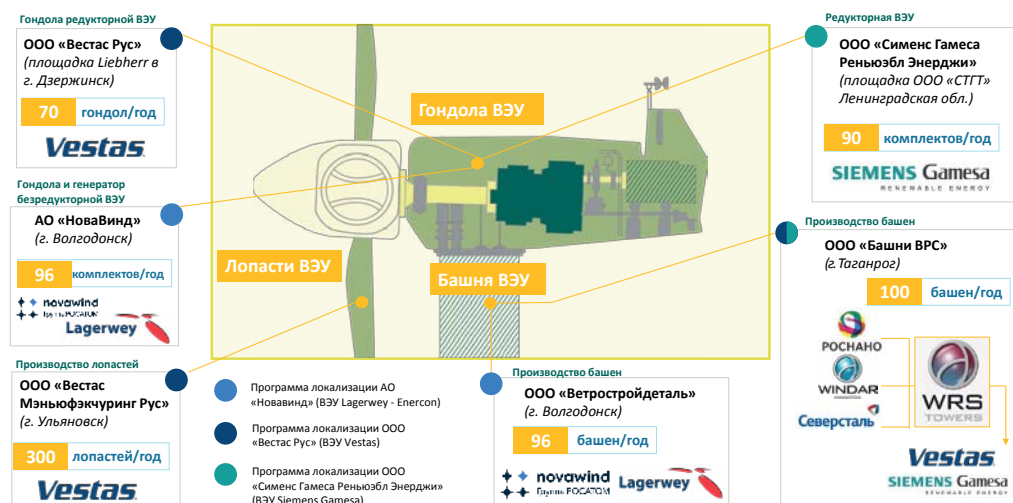 Гондола редукторной ВЭУ
ООО «Вестас Рус»
(площадка Liebherr в
г. Дзержинск)
70 гондол/год
Vestas
Гондола и генератор
безредукторной ВЭУ
АО «НоваВинд»
(г. Волгодонск)
96 комплектов/год
novawind
Группы РОСАТОМ
Lagerwey
Производство лопастей
ООО «Вестас
Мэньюфэкчуринг Рус»
(г. Ульяновск)
300 лопастей/год
Vestas
Гондола ВЭУ
Лопасти ВЭУ
Башня ВЭУ
Программа локализации АО
«Новавинд» (ВЭУ Lagerwey - Enercon)
Программа локализации ООО
«Вестас Рус» (ВЭУ Vestas)
Программа локализации ООО
«Сименс Гамеса Реньюэбл Энерджи»
(ВЭУ Siemens Gamesa)
Производство башен
ООО «Ветростройдеталь»
(г. Волгодонск)
96 башен/год
novawind
Группы РОСАТОМ
Lagerwey
Редукторная ВЭУ
ООО «Сименс Гамеса
Реньюэбл Энерджи»
(площадка ООО «СТГТ»
Ленинградская обл.)
90 комплектов/год
SIEMENS Gamesa
RENEWABLE ENERGY
Производство башен
ООО «Башни ВРС»
(г.Таганрог)
100 башен/год
РОСНАНО
WINDAR
Северсталь
WRS
TOWERS
Vestas
SIEMENS Gamesa
RENEWABLE ENERGY